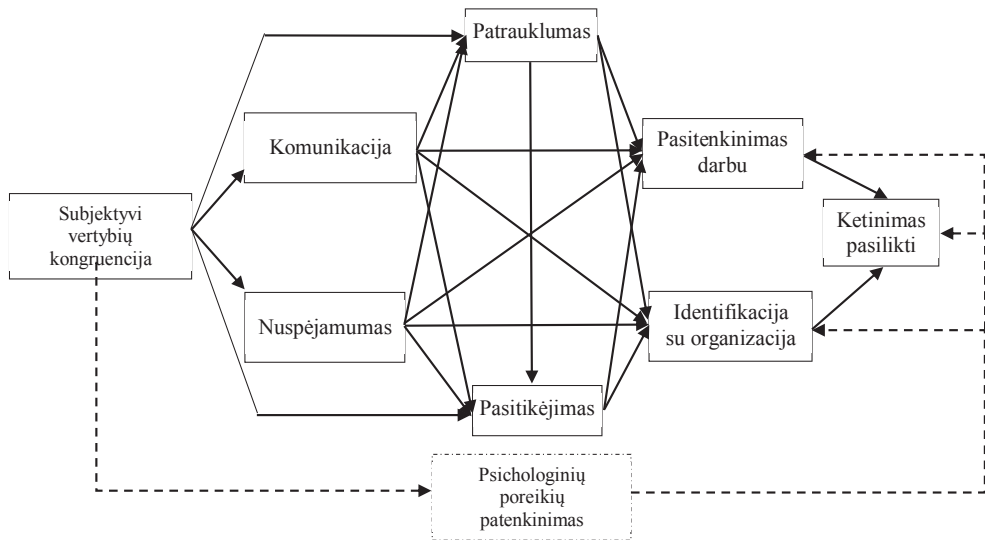 Patrauklumas
Komunikacija
Pasitenkinimas
darbu
Subjektyvi
vertybių
kongruencija
Ketinimas
pasilikti
Nuspėjamumas
Identifikacija
su organizacija
Pasitikėjimas
Psichologinių
poreikių
patenkinimas